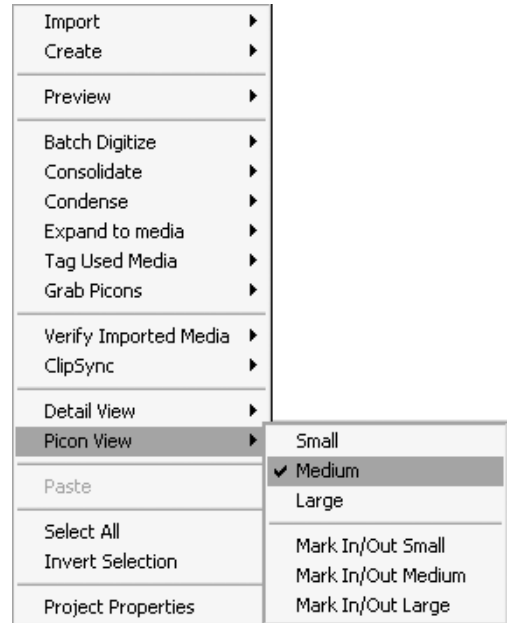 Import
Create
Preview
Batch Digitize
Consolidate
Condense
Expand to media
Tag Used Media
Grab Picons
Verify Imported Media
ClipSync
Detail View
Picon View
Paste
Select All
Invert Selection
Project Properties
Small
Medium
Large
Mark In/Out Small
Mark In/Out Medium
Mark In/Out Large